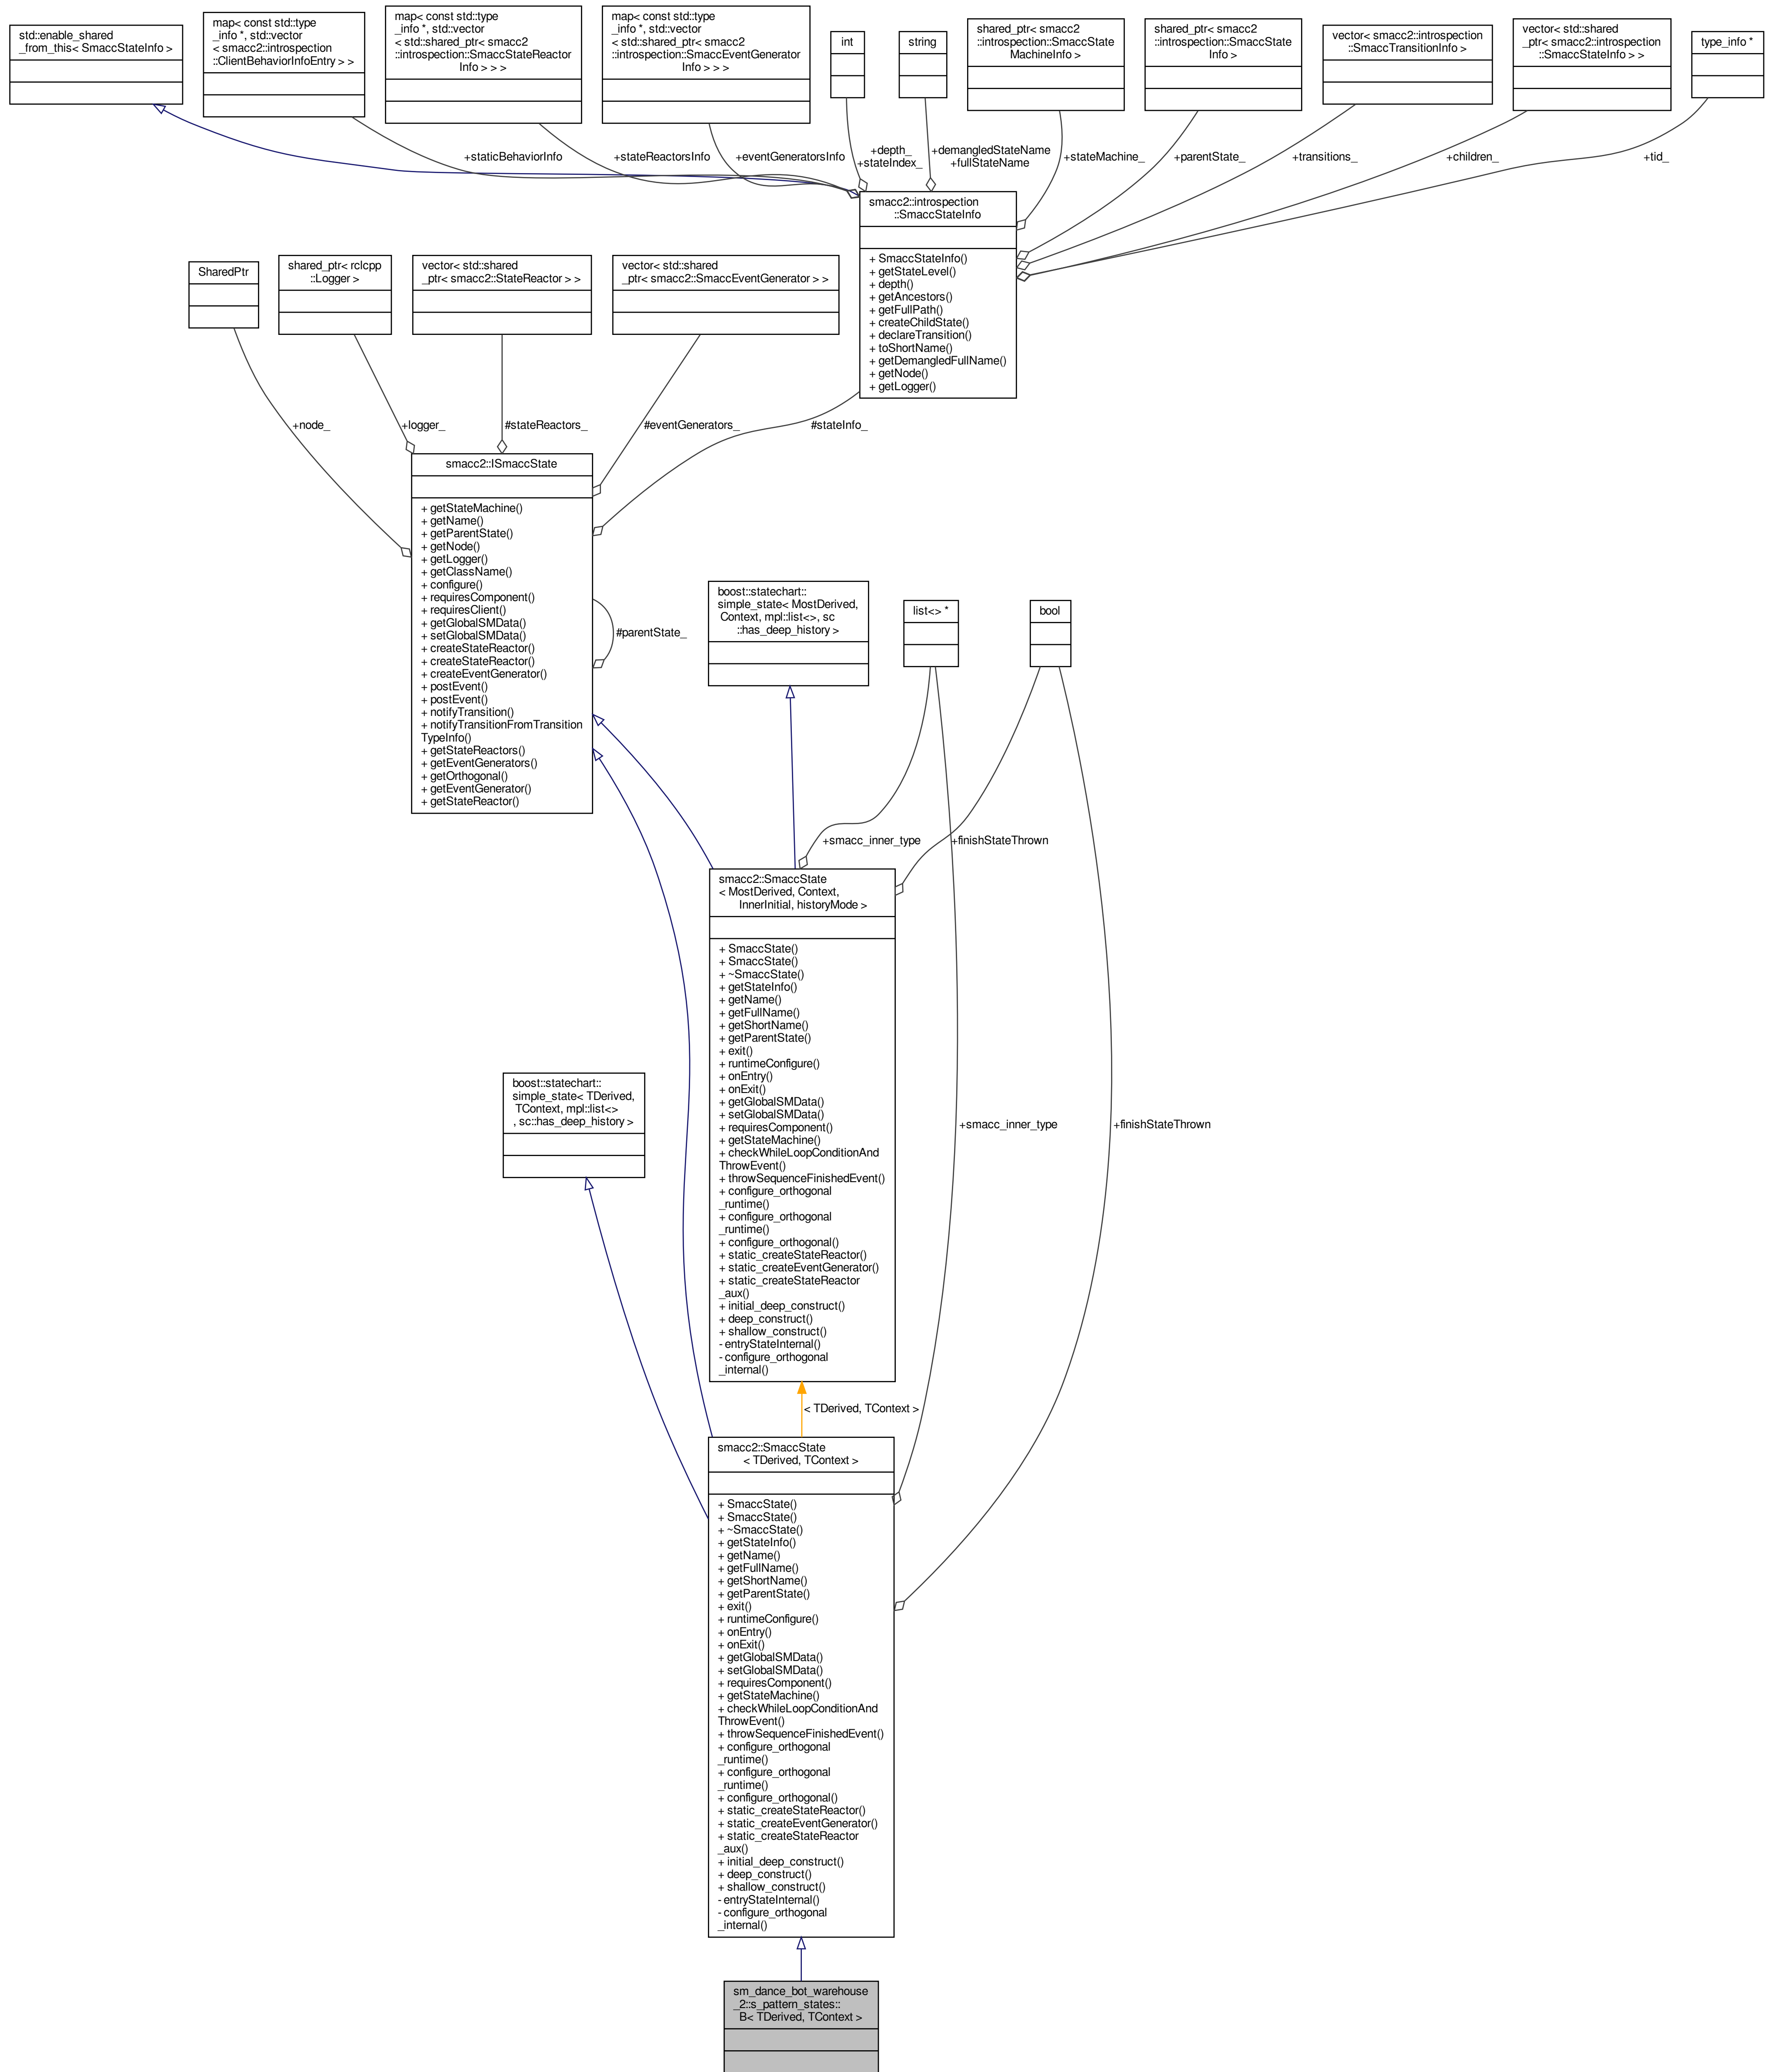 std::enable_shared
_from_this< SmaccStateInfo >
map< const std::type
_info *, std::vector
< smacc2::introspection
::ClientBehaviorInfoEntry > >
map< const std::type
_info *, std::vector
< std::shared_ptr< smacc2
::introspection::SmaccStateReactor
Info > > >
map< const std::type
_info *, std::vector
< std::shared_ptr< smacc2
::introspection::SmaccEventGenerator
Info > > >
int
string
shared_ptr< smacc2
::introspection::SmaccState
MachineInfo >
shared_ptr< smacc2
::introspection::SmaccState
Info >
vector< smacc2::introspection
::SmaccTransitionInfo >
vector< std::shared
_ptr< smacc2::introspection
::SmaccStateInfo > >
type_info *
+staticBehaviorInfo
+stateReactorsInfo
+eventGeneratorsInfo
+depth_
+stateIndex_
+demangledStateName
+fullStateName
+stateMachine_
+parentState_
+transitions_
+children_
+tid_
smacc2::introspection
::SmaccStateInfo
+ SmaccStateInfo()
+ getStateLevel()
+ depth()
+ getAncestors()
+ getFullPath()
+ createChildState()
+ declareTransition()
+ toShortName()
+ getDemangledFullName()
+ getNode()
+ getLogger()
SharedPtr
shared_ptr< rclcpp
::Logger >
vector< std::shared
_ptr< smacc2::StateReactor > >
vector< std::shared
_ptr< smacc2::SmaccEventGenerator > >
+node_
+logger_
#stateReactors_
#eventGenerators_
#stateInfo_
smacc2::ISmaccState
+ getStateMachine()
+ getName()
+ getParentState()
+ getNode()
+ getLogger()
+ getClassName()
+ configure()
+ requiresComponent()
+ requiresClient()
+ getGlobalSMData()
+ setGlobalSMData()
+ createStateReactor()
+ createStateReactor()
+ createEventGenerator()
+ postEvent()
+ postEvent()
+ notifyTransition()
+ notifyTransitionFromTransition
TypeInfo()
+ getStateReactors()
+ getEventGenerators()
+ getOrthogonal()
+ getEventGenerator()
+ getStateReactor()
#parentState_
boost::statechart::
simple_state< MostDerived,
Context, mpl::list<>, sc
::has_deep_history >
list<> *
bool
+smacc_inner_type
+finishStateThrown
smacc2::SmaccState
< MostDerived, Context,
InnerInitial, historyMode >
+ SmaccState()
+ SmaccState()
+ ~SmaccState()
+ getStateInfo()
+ getName()
+ getFullName()
+ getShortName()
+ getParentState()
+ exit()
+ runtimeConfigure()
+ onEntry()
+ onExit()
+ getGlobalSMData()
+ setGlobalSMData()
+ requiresComponent()
+ getStateMachine()
+ checkWhileLoopConditionAnd
ThrowEvent()
+ throwSequenceFinishedEvent()
+ configure_orthogonal
_runtime()
+ configure_orthogonal
_runtime()
+ configure_orthogonal()
+ static_createStateReactor()
+ static_createEventGenerator()
+ static_createStateReactor
_aux()
+ initial_deep_construct()
+ deep_construct()
+ shallow_construct()
- entryStateInternal()
- configure_orthogonal
_internal()
boost::statechart::
simple_state< TDerived,
TContext, mpl::list<>
, sc::has_deep_history >
+smacc_inner_type
+finishStateThrown
< TDerived, TContext >
smacc2::SmaccState
< TDerived, TContext >
+ SmaccState()
+ SmaccState()
+ ~SmaccState()
+ getStateInfo()
+ getName()
+ getFullName()
+ getShortName()
+ getParentState()
+ exit()
+ runtimeConfigure()
+ onEntry()
+ onExit()
+ getGlobalSMData()
+ setGlobalSMData()
+ requiresComponent()
+ getStateMachine()
+ checkWhileLoopConditionAnd
ThrowEvent()
+ throwSequenceFinishedEvent()
+ configure_orthogonal
_runtime()
+ configure_orthogonal
_runtime()
+ configure_orthogonal()
+ static_createStateReactor()
+ static_createEventGenerator()
+ static_createStateReactor
_aux()
+ initial_deep_construct()
+ deep_construct()
+ shallow_construct()
- entryStateInternal()
- configure_orthogonal
_internal()
sm_dance_bot_warehouse
_2::s_pattern_states::
B< TDerived, TContext >